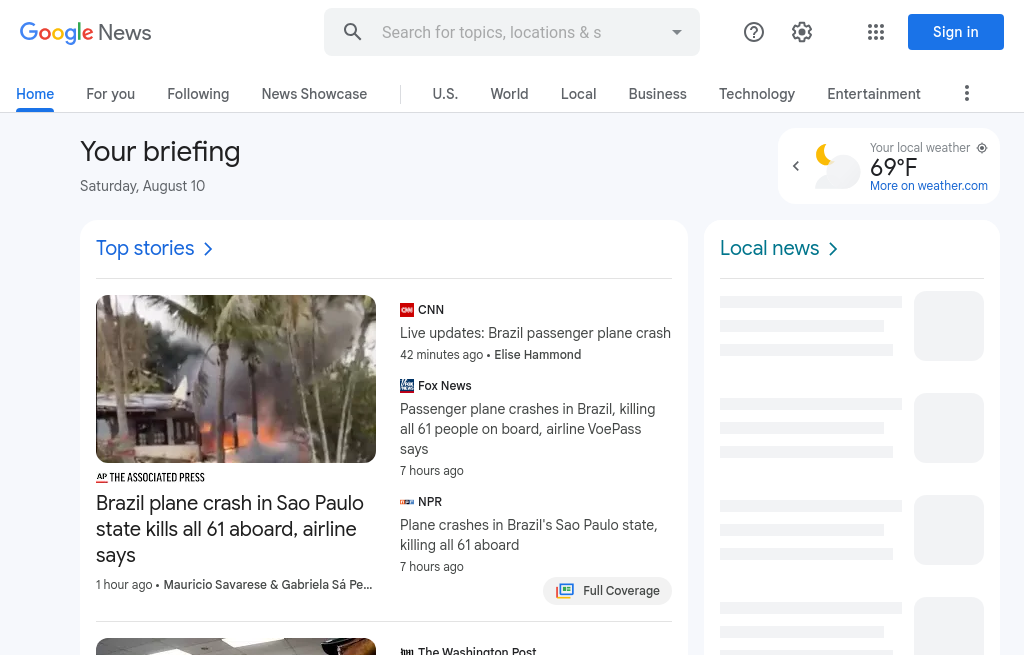 Google News
Search for topics, locations & s
Sign in
Home
For you
Following
News Showcase
U.S.
World
Local
Business
Technology
Entertainment
Your briefing
Saturday, August 10
Your local weather
69°F
More on weather.com
Top stories
Local news
AP THE ASSOCIATED PRESS
Brazil plane crash in Sao Paulo
state kills all 61 aboard, airline
says
1 hour ago • Mauricio Savarese & Gabriela Sá Pe...
CNN CNN
Live updates: Brazil passenger plane crash
42 minutes ago • Elise Hammond
FOX NEWS Fox News
Passenger plane crashes in Brazil, killing
all 61 people on board, airline VoePass
says
7 hours ago
npr NPR
Plane crashes in Brazil's Sao Paulo state,
killing all 61 aboard
7 hours ago
Full Coverage
The Washington Post